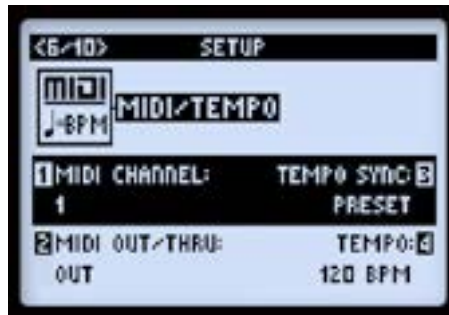 <6/10> SETUP
MIDI
♩=BPM
MIDI/TEMPO
1 MIDI CHANNEL: TEMPO SYNC: 3
1 PRESET
2 MIDI OUT/THRU: TEMPO: 4
OUT 120 BPM